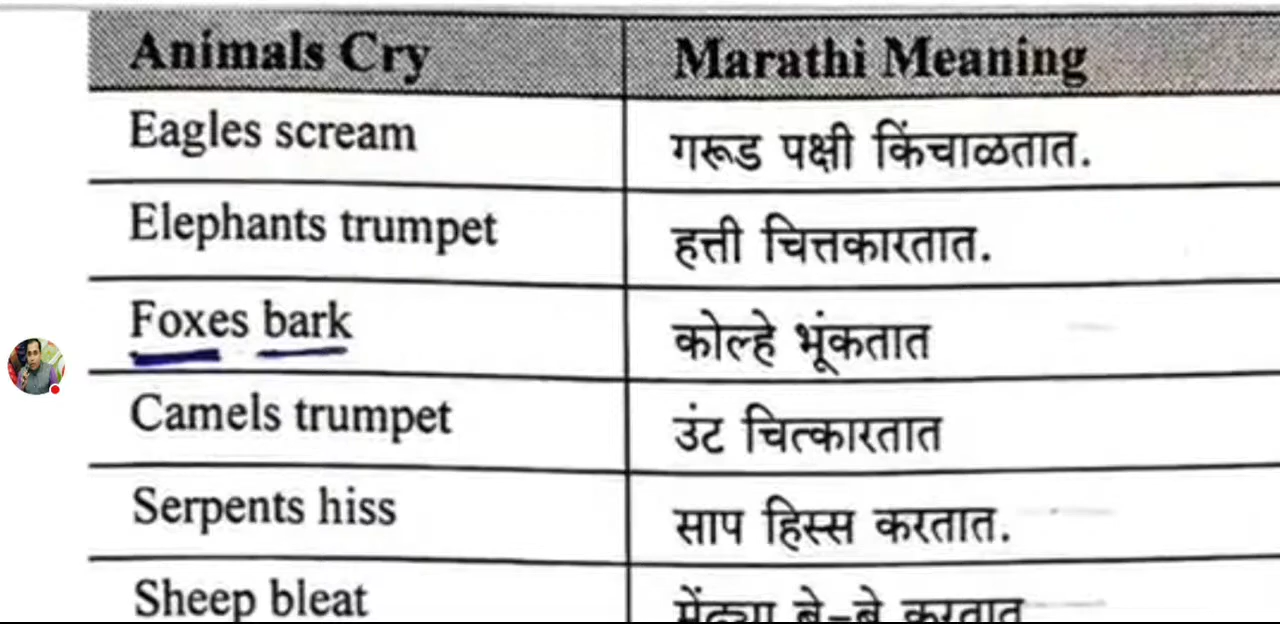 Animals Cry Marathi Meaning
Eagles scream गरूड पक्षी किंचाळतात.
Elephants trumpet हत्ती चित्तकारतात.
Foxes bark कोल्हे भूंकतात
Camels trumpet उंट चित्कारतात
Serpents hiss साप हिस्स करतात.
Sheep bleat मेंढ्या बे-बे करतात